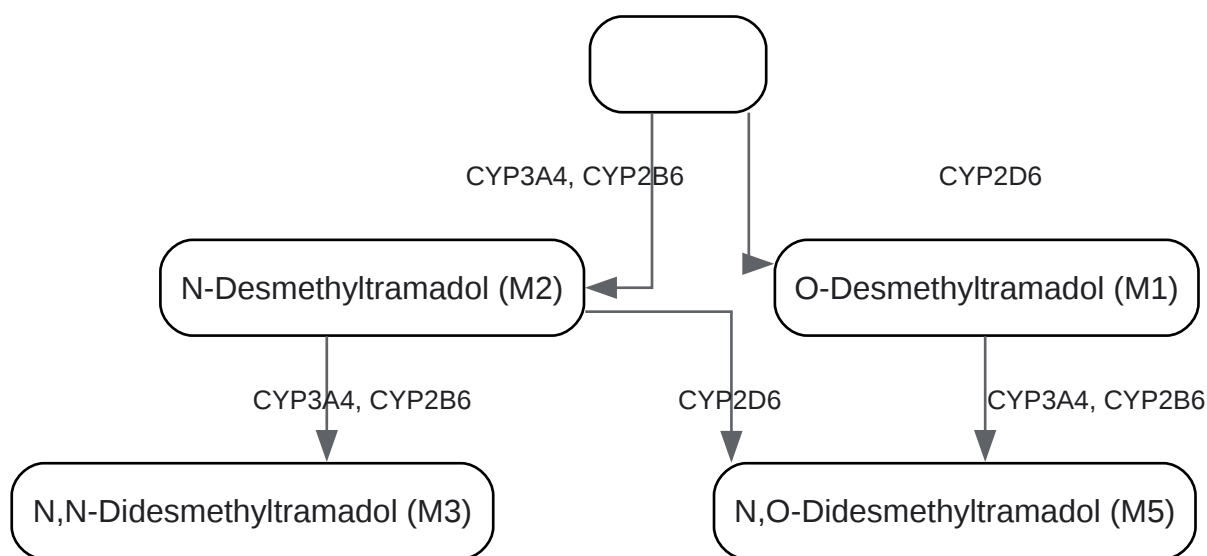 CYP3A4, CYP2B6
CYP2D6
N-Desmethyltramadol (M2)
O-Desmethyltramadol (M1)
CYP3A4, CYP2B6
CYP2D6
CYP3A4, CYP2B6
N,N-Didesmethyltramadol (M3)
N,O-Didesmethyltramadol (M5)